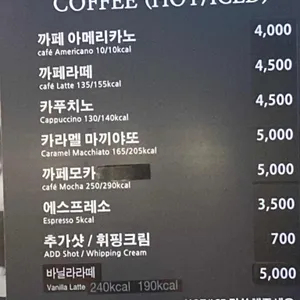 COFFEE (HOT/ICED)
까페 아메리카노 4,000
café Americano 10/10kcal
까페라떼 4,500
café Latte 135/155kcal
카푸치노 4,500
Cappuccino 130/140kcal
카라멜 마끼야또 5,000
Caramel Macchiato 165/205kcal
까페모카 5,000
café Mocha 250/290kcal
에스프레소 3,500
Espresso 5kcal
추가샷 / 휘핑크림 700
ADD Shot / Whipping Cream
바닐라라떼 5,000
Vanilla Latte 240kcal 190kcal